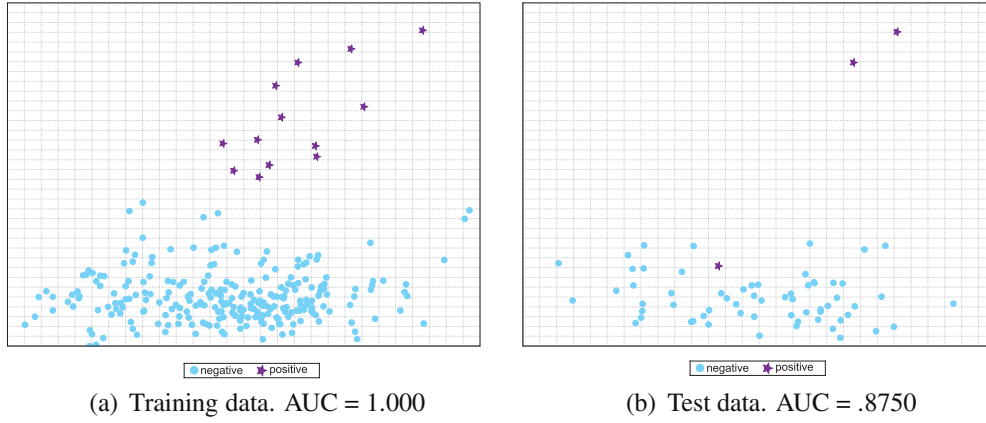 negative positive
(a) Training data. AUC = 1.000
negative positive
(b) Test data. AUC = .8750